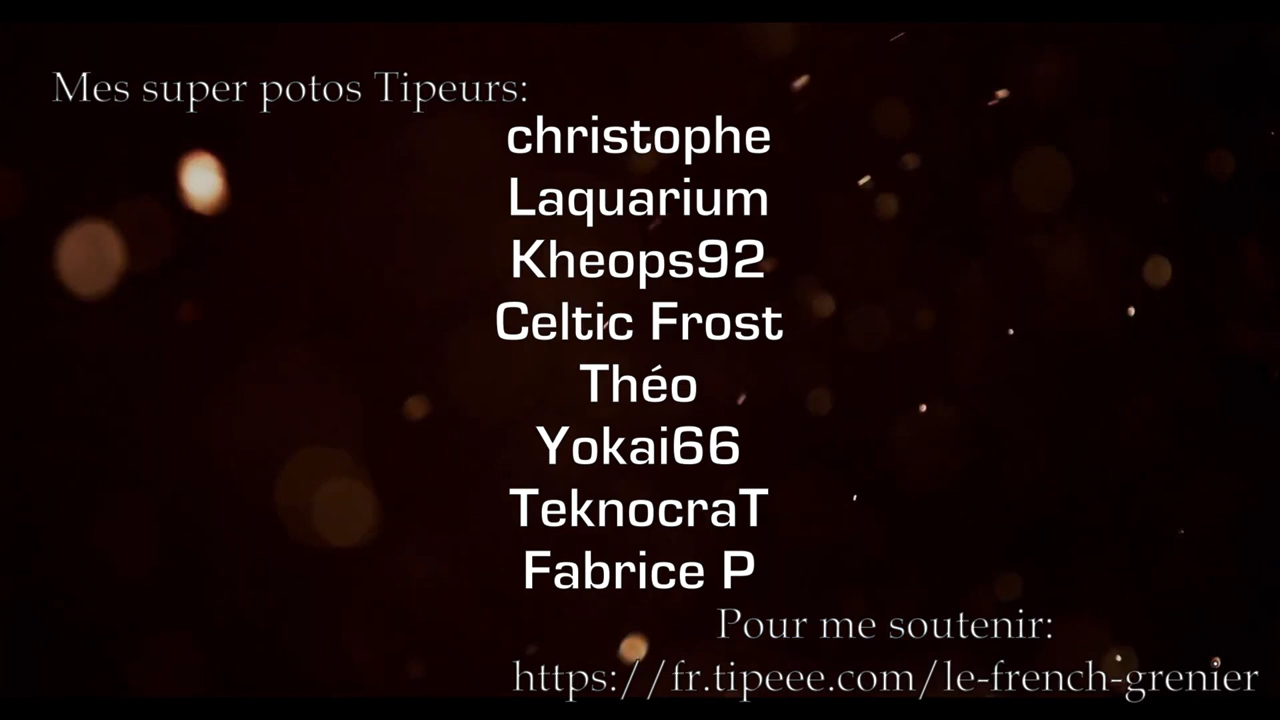 Mes super potos Tipeurs:
christophe
Laquarium
Kheops92
Celtic Frost
Théo
Yokai66
TeknocraT
Fabrice P
Pour me soutenir:
https://fr.tipeee.com/le-french-grenier